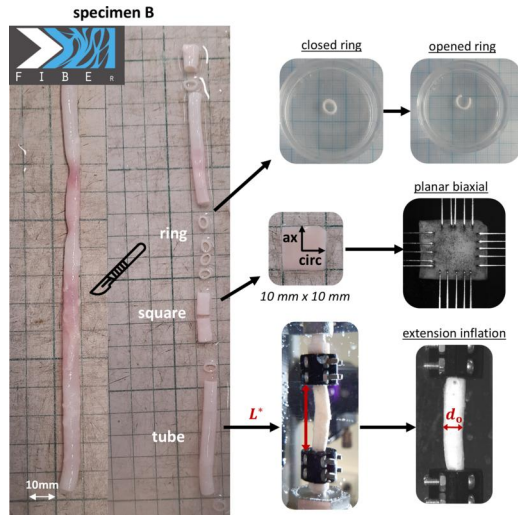 specimen B
FIBER
closed ring
opened ring
ring
planar biaxial
ax
circ
10 mm x 10 mm
square
extension inflation
L*
do
tube
10mm